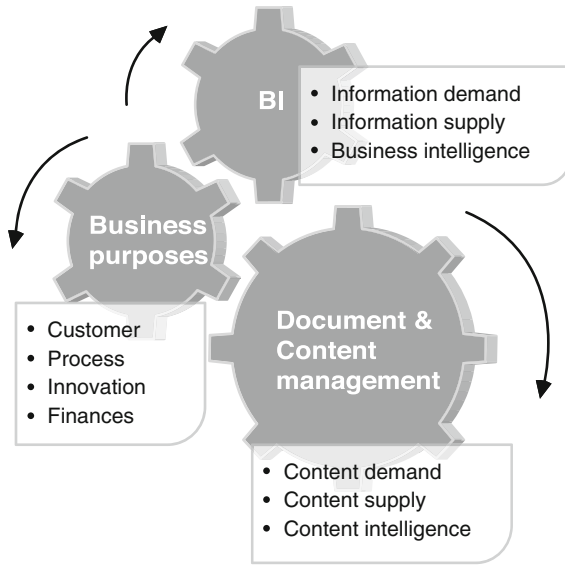 BI
• Information demand
• Information supply
• Business intelligence
Business
purposes
• Customer
• Process
• Innovation
• Finances
Document &
Content
management
• Content demand
• Content supply
• Content intelligence